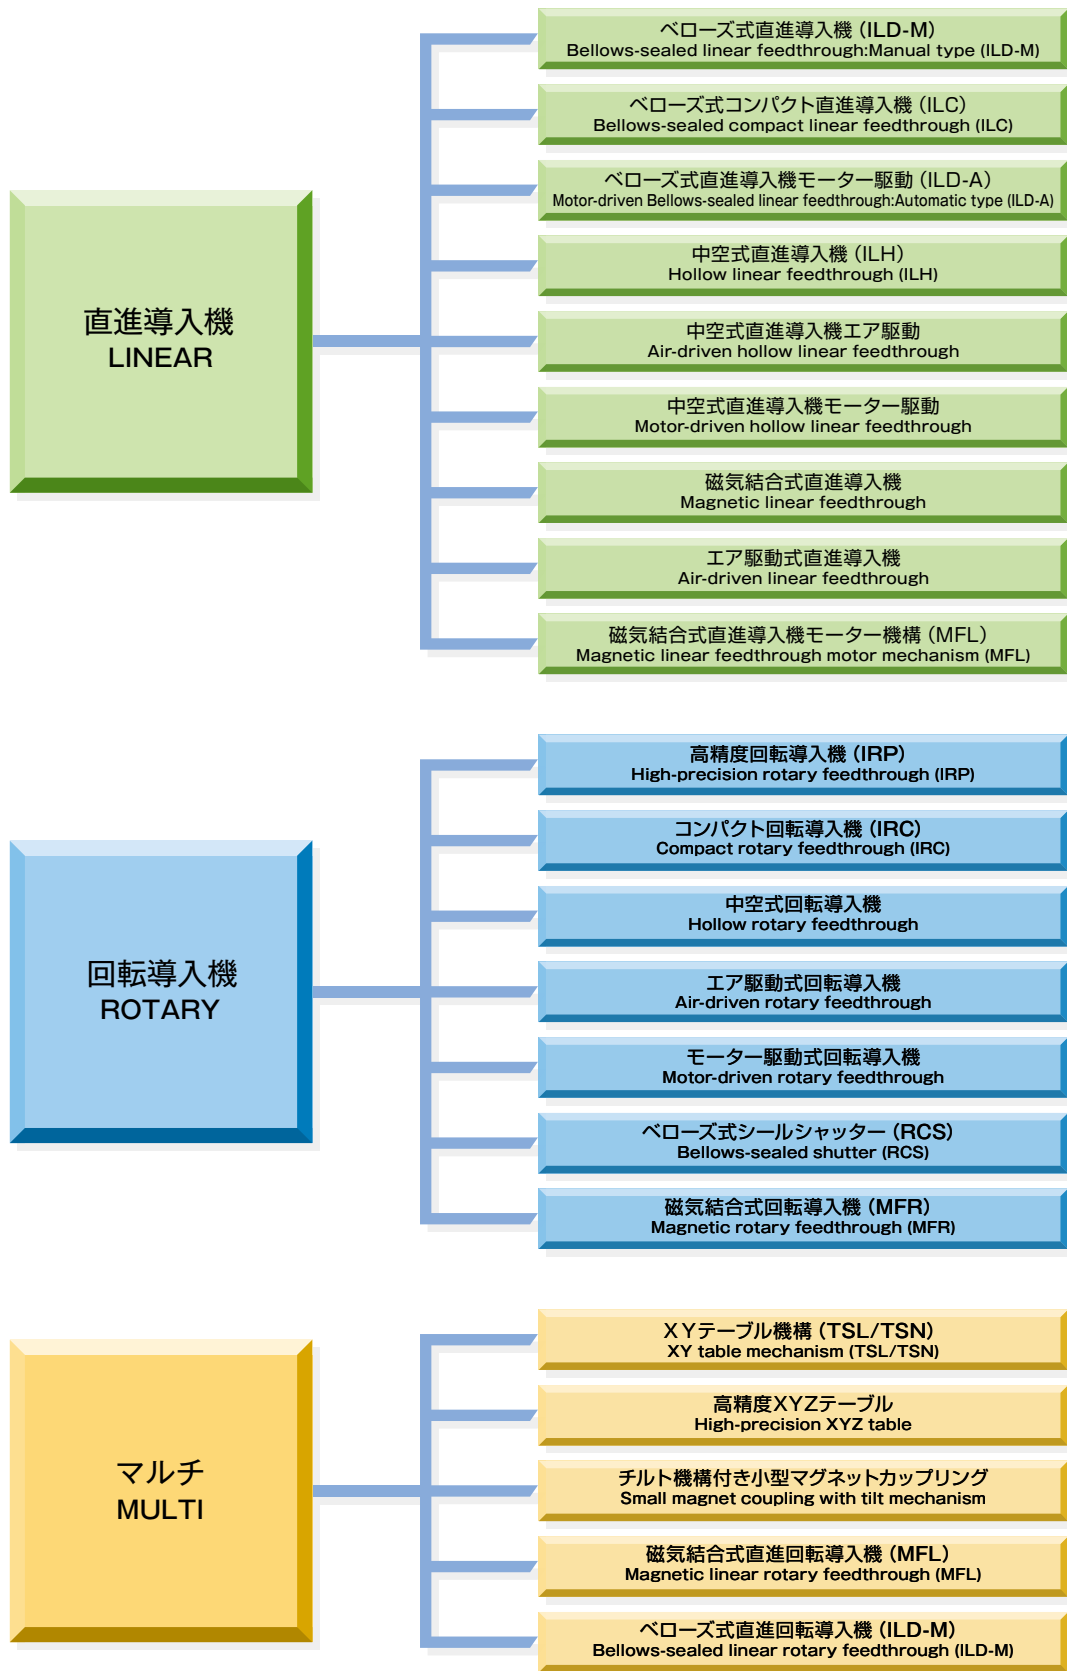 直進導入機
LINEAR
ベローズ式直進導入機（ILD-M）
Bellows-sealed linear feedthrough:Manual type (ILD-M)
ベローズ式コンパクト直進導入機（ILC）
Bellows-sealed compact linear feedthrough (ILC)
ベローズ式直進導入機モーター駆動（ILD-A）
Motor-driven Bellows-sealed linear feedthrough:Automatic type (ILD-A)
中空式直進導入機（ILH）
Hollow linear feedthrough (ILH)
中空式直進導入機エア駆動
Air-driven hollow linear feedthrough
中空式直進導入機モーター駆動
Motor-driven hollow linear feedthrough
磁気結合式直進導入機
Magnetic linear feedthrough
エア駆動式直進導入機
Air-driven linear feedthrough
磁気結合式直進導入機モーター機構（MFL）
Magnetic linear feedthrough motor mechanism (MFL)
回転導入機
ROTARY
高精度回転導入機（IRP）
High-precision rotary feedthrough (IRP)
コンパクト回転導入機（IRC）
Compact rotary feedthrough (IRC)
中空式回転導入機
Hollow rotary feedthrough
エア駆動式回転導入機
Air-driven rotary feedthrough
モーター駆動式回転導入機
Motor-driven rotary feedthrough
ベローズ式シールシャッター（RCS）
Bellows-sealed shutter (RCS)
磁気結合式回転導入機（MFR）
Magnetic rotary feedthrough (MFR)
マルチ
MULTI
ＸＹテーブル機構（TSL/TSN）
XY table mechanism (TSL/TSN)
高精度XYZテーブル
High-precision XYZ table
チルト機構付き小型マグネットカップリング
Small magnet coupling with tilt mechanism
磁気結合式直進回転導入機（MFL）
Magnetic linear rotary feedthrough (MFL)
ベローズ式直進回転導入機（ILD-M）
Bellows-sealed linear rotary feedthrough (ILD-M)